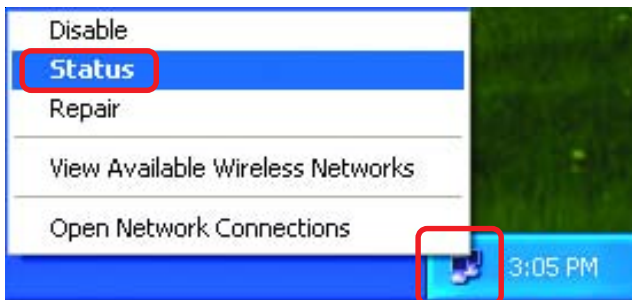 Disable
Status
Repair
View Available Wireless Networks
Open Network Connections
3:05 PM